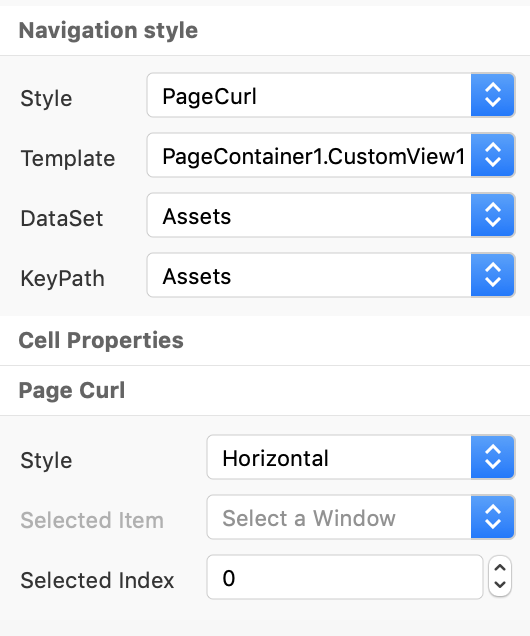 Navigation style
Style PageCurl
Template PageContainer1.CustomView1
DataSet Assets
KeyPath Assets
Cell Properties
Page Curl
Style Horizontal
Selected Item Select a Window
Selected Index 0